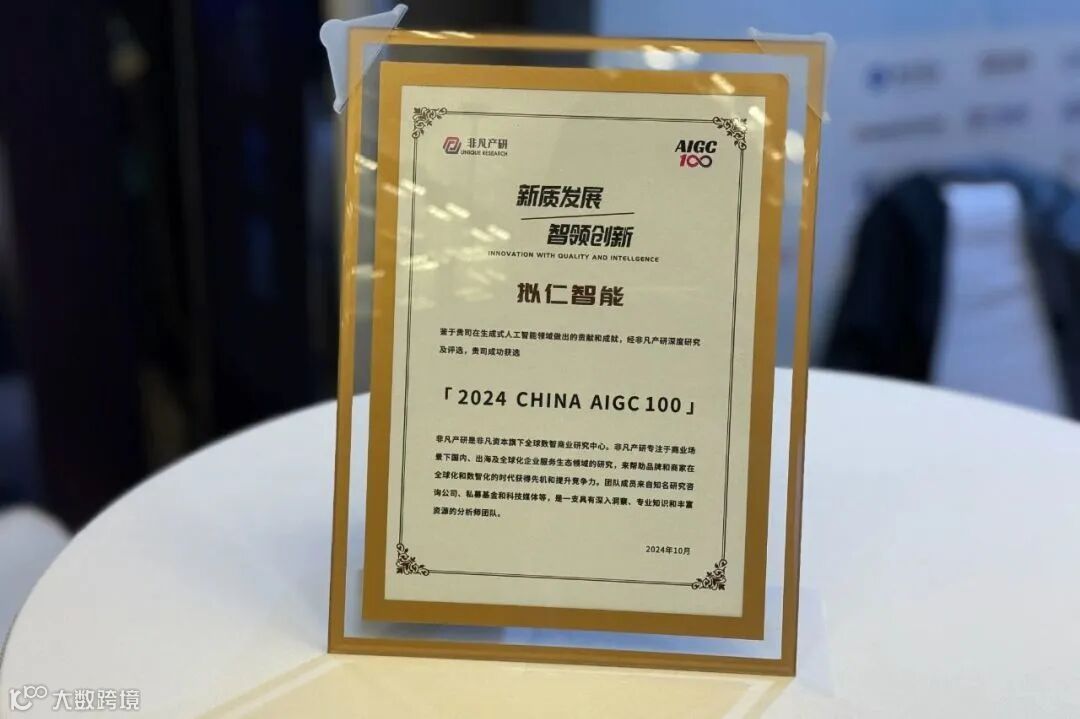 非凡产研
UNIQUE RESEARCH
AIGC
100
新质发展
智领创新
INNOVATION WITH QUALITY AND INTELLGENCE
拟仁智能
鉴于贵司在生成式人工智能领域做出的贡献和成就，经非凡产研深度研究
及评选，贵司成功获选
「2024 CHINA AIGC 100」
非凡产研是非凡资本旗下全球数智商业研究中心。非凡产研专注于商业场
景下国内、出海及全球化企业服务生态领域的研究，来帮助品牌和商家在
全球化和数智化的时代获得先机和提升竞争力。团队成员来自知名研究咨
询公司、私募基金和科技媒体等，是一支具有深入洞察、专业知识和丰富
资源的分析师团队。
2024年10月
大数跨境